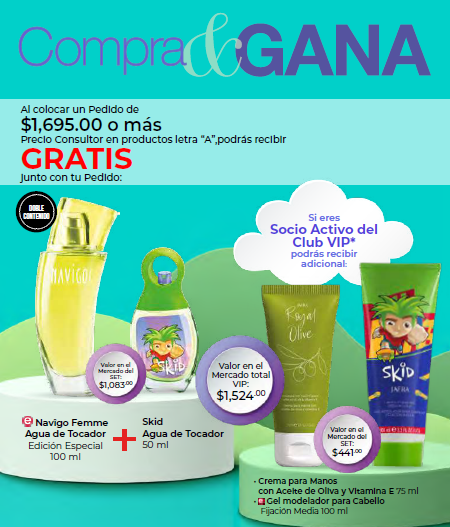 Compra&GANA
Al colocar un Pedido de
$1,695.00 o más
Precio Consultor en productos letra “A”,podrás recibir
GRATIS
junto con tu Pedido:
DOBLE
CONTENIDO
NAVIGO
SKID
Valor en el
Mercado del
SET:
$1,083.00
Navigo Femme
Agua de Tocador
Edición Especial
100 ml
+
Skid
Agua de Tocador
50 ml
Si eres
Socio Activo del
Club VIP*
podrás recibir
adicional:
Valor en el
Mercado total
VIP:
$1,524.00
Royal
Olive
SKID
JAFRA
Valor en el
Mercado del
SET:
$441.00
· Crema para Manos
con Aceite de Oliva y Vitamina E 75 ml
· Gel modelador para Cabello
Fijación Media 100 ml